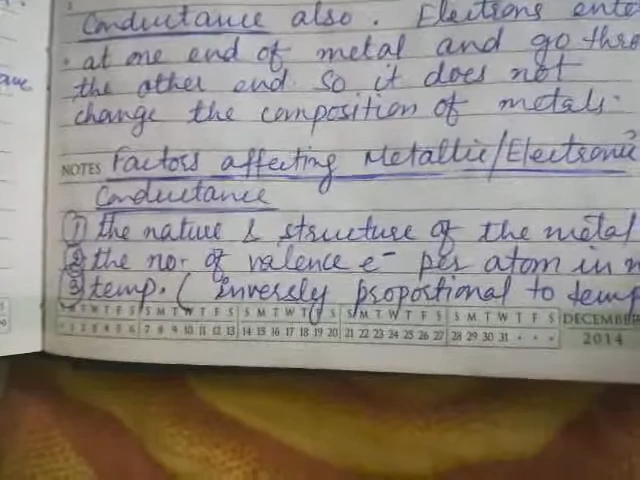 Conductance also. Electrons ente
at one end of metal and go thro
the other end. So it does not
change the composition of metals.
NOTES Factors affecting Metallic/Electronic
Conductance
① the nature & structure of the metal
② the no. of valence e⁻ per atom in m
③ temp. ( inversly propostional to temp
S M T W T F S S M T W T F S S M T W T F S S M T W T F S S M T W T F S DECEMBER
• 1 2 3 4 5 6 7 8 9 10 11 12 13 14 15 16 17 18 19 20 21 22 23 24 25 26 27 28 29 30 31 • • • 2014